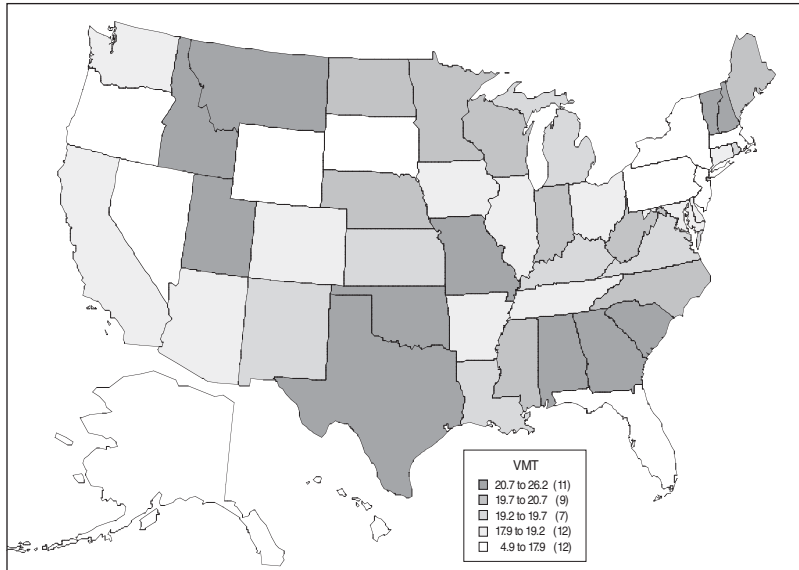 VMT
20.7 to 26.2 (11)
19.7 to 20.7 (9)
19.2 to 19.7 (7)
17.9 to 19.2 (12)
4.9 to 17.9 (12)